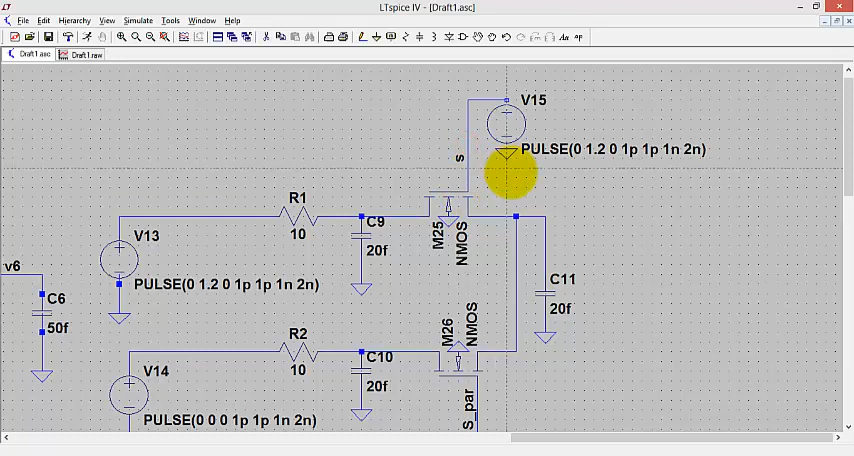 LTspice IV - [Draft1.asc]
File Edit Hierarchy View Simulate Tools Window Help
Draft1.asc Draft1.raw
V15
PULSE(0 1.2 0 1p 1p 1n 2n)
s
R1
10
C9
20f
M25
NMOS
V13
PULSE(0 1.2 0 1p 1p 1n 2n)
v6
C6
50f
C11
20f
R2
10
M26
NMOS
C10
20f
V14
PULSE(0 0 0 1p 1p 1n 2n)
S_par